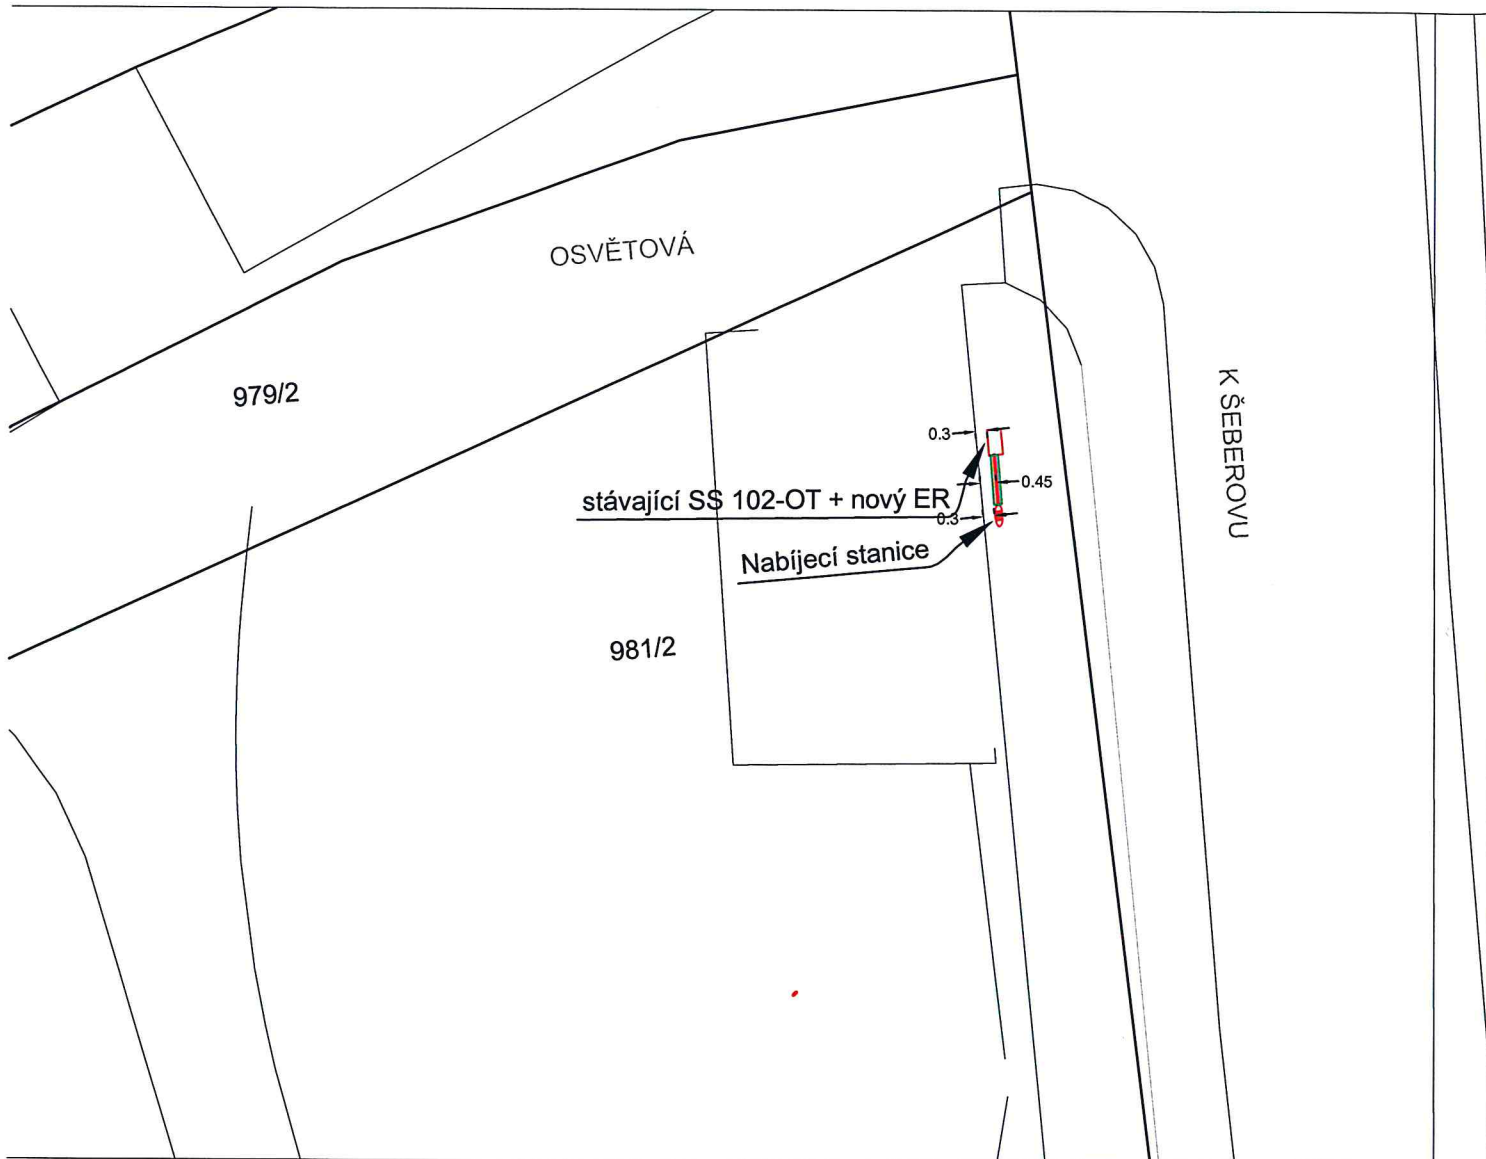 OSVĚTOVÁ
979/2
K ŠEBEROVU
0.3
0.45
stávající SS 102-OT + nový ER
0.3
Nabíjecí stanice
981/2